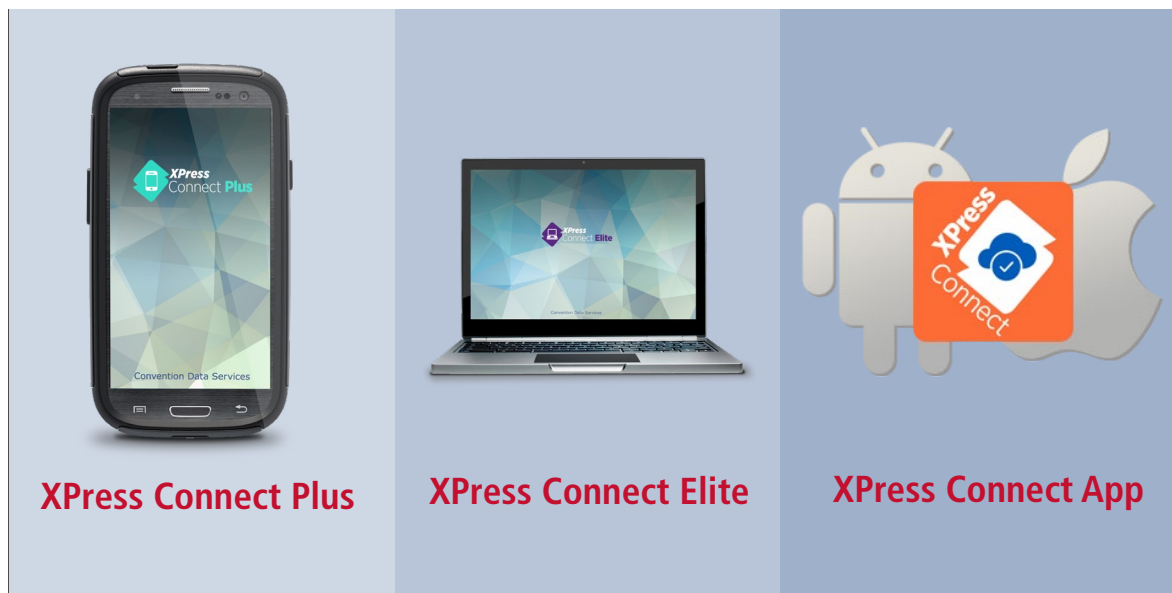 XPress
Connect Plus
Convention Data Services
XPress Connect Plus
XPress
Connect Elite
Convention Data Services
XPress Connect Elite
XPress
Connect
XPress Connect App